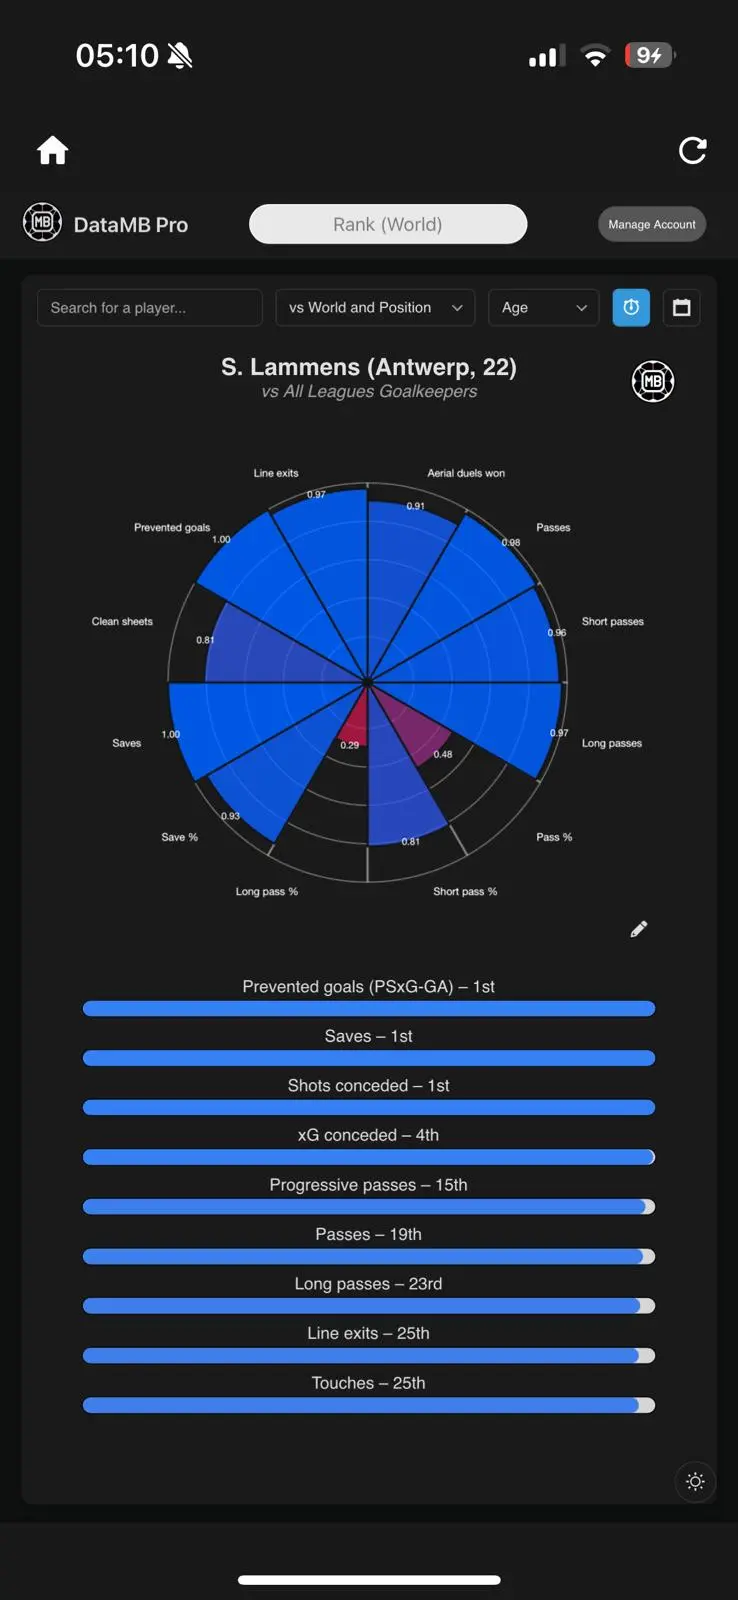 05:10
9
MB
DataMB Pro
Rank (World)
Manage Account
Search for a player...
vs World and Position
Age
S. Lammens (Antwerp, 22)
vs All Leagues Goalkeepers
MB
Line exits
Aerial duels won
0.97
0.91
Prevented goals
1.00
Passes
0.98
Clean sheets
0.81
Short passes
0.96
Saves
1.00
Long passes
0.97
0.29
0.48
Save %
0.93
Pass %
0.81
Long pass %
Short pass %
Prevented goals (PSxG-GA) – 1st
Saves – 1st
Shots conceded – 1st
xG conceded – 4th
Progressive passes – 15th
Passes – 19th
Long passes – 23rd
Line exits – 25th
Touches – 25th